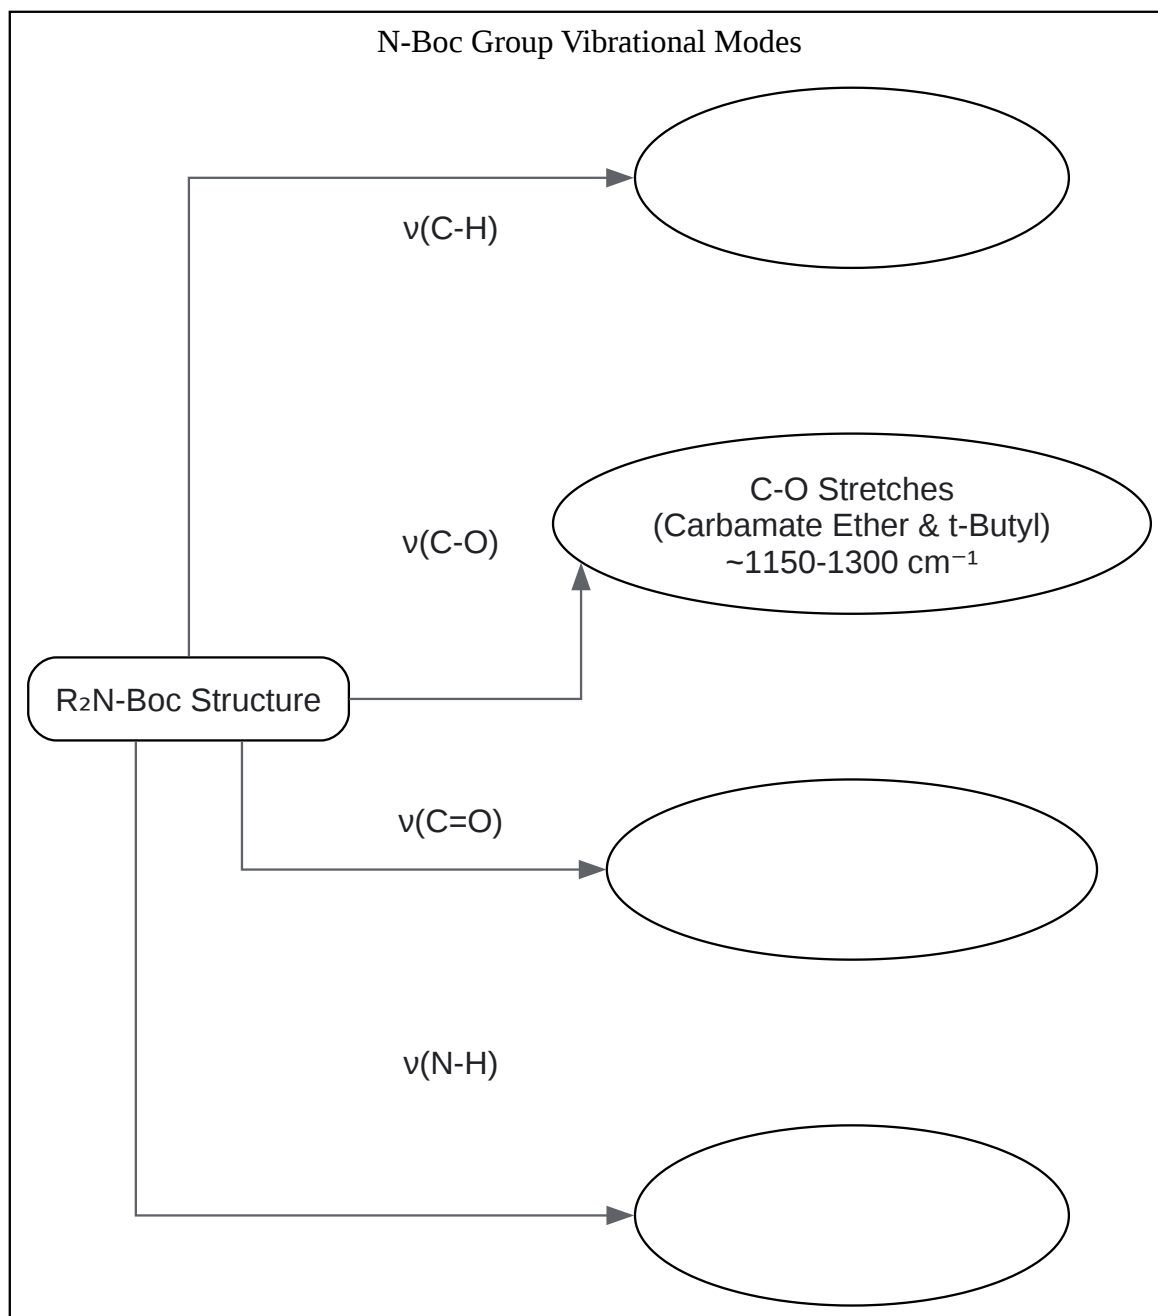 N-Boc Group Vibrational Modes
ν(C-H)
C-O Stretches
(Carbamate Ether & t-Butyl)
~1150-1300 cm⁻¹
ν(C-O)
R₂N-Boc Structure
ν(C=O)
ν(N-H)